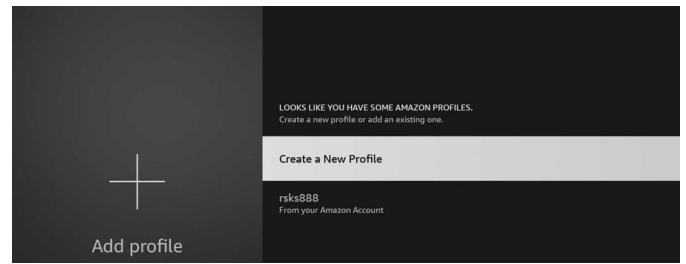 LOOKS LIKE YOU HAVE SOME AMAZON PROFILES.
Create a new profile or add an existing one.
Create a New Profile
rsks888
From your Amazon Account
Add profile